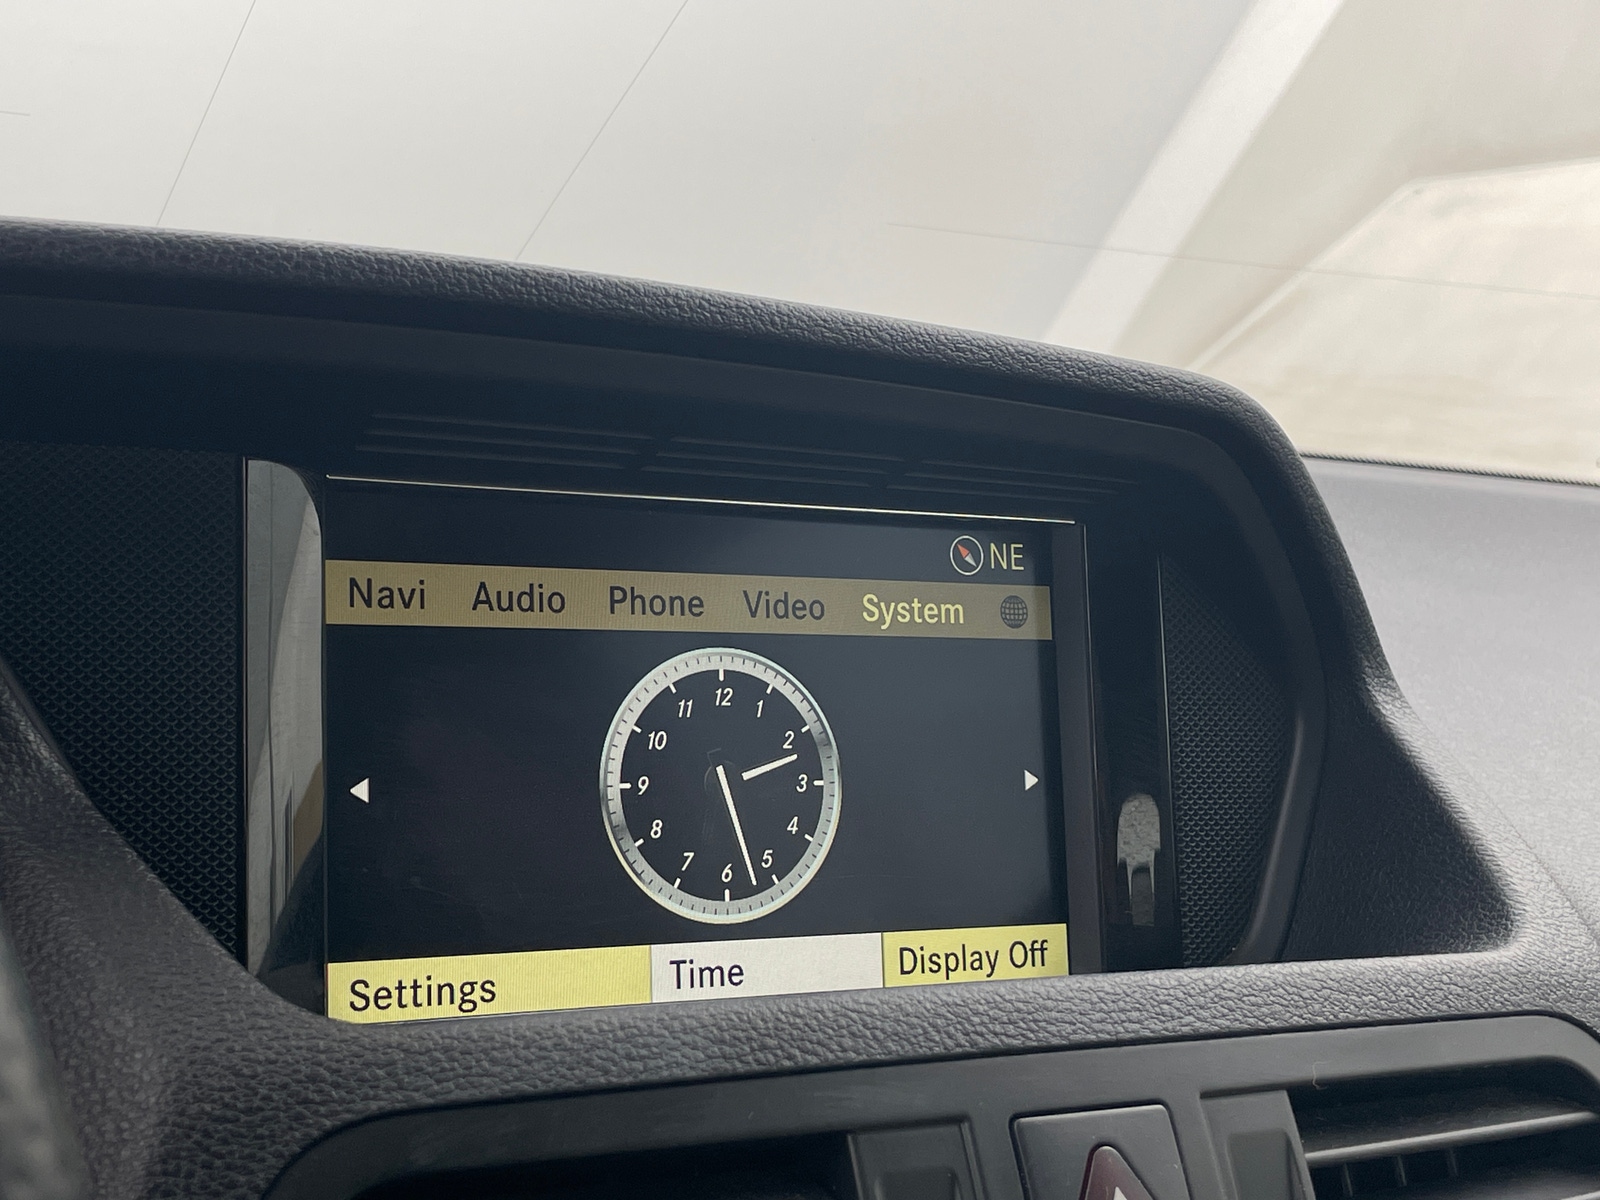 NE
Navi Audio Phone Video System
12
11 1
10 2
9 3
8 4
7 5
6
Settings Time Display Off